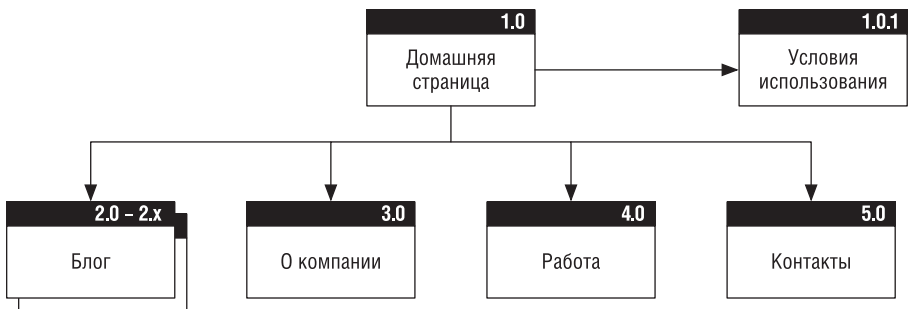 1.0
Домашняя
страница
1.0.1
Условия
использования
2.0 – 2.x
Блог
3.0
О компании
4.0
Работа
5.0
Контакты